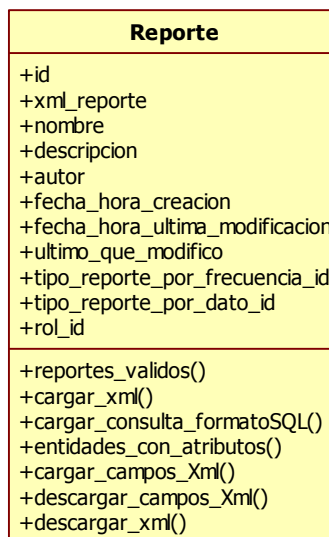 Reporte
+id
+xml_reporte
+nombre
+descripcion
+autor
+fecha_hora_creacion
+fecha_hora_ultima_modificacion
+ultimo_que_modifico
+tipo_reporte_por_frecuencia_id
+tipo_reporte_por_dato_id
+rol_id
+reportes_validos()
+cargar_xml()
+cargar_consulta_formatoSQL()
+entidades_con_atributos()
+cargar_campos_Xml()
+descargar_campos_Xml()
+descargar_xml()